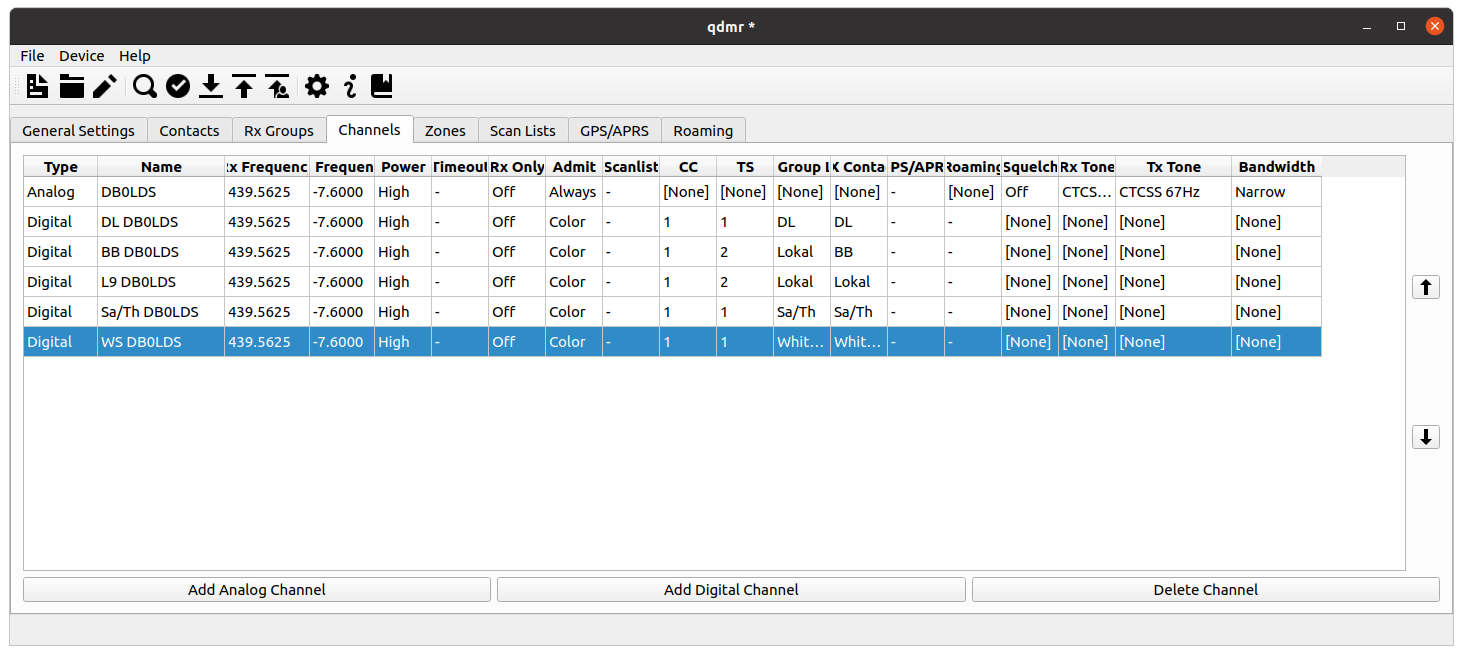 qdmr *
File Device Help
General Settings Contacts Rx Groups Channels Zones Scan Lists GPS/APRS Roaming
Type Name Rx Frequenc Frequen Power Timeout Rx Only Admit Scanlist CC TS Group L X Conta PS/APR Roaming Squelch Rx Tone Tx Tone Bandwidth
Analog DB0LDS 439.5625 -7.6000 High - Off Always - [None] [None] [None] [None] - [None] Off CTCS... CTCSS 67Hz Narrow
Digital DL DB0LDS 439.5625 -7.6000 High - Off Color - 1 1 DL DL - - [None] [None] [None] [None]
Digital BB DB0LDS 439.5625 -7.6000 High - Off Color - 1 2 Lokal BB - - [None] [None] [None] [None]
Digital L9 DB0LDS 439.5625 -7.6000 High - Off Color - 1 2 Lokal Lokal - - [None] [None] [None] [None]
Digital Sa/Th DB0LDS 439.5625 -7.6000 High - Off Color - 1 1 Sa/Th Sa/Th - - [None] [None] [None] [None]
Digital WS DB0LDS 439.5625 -7.6000 High - Off Color - 1 1 Whit... Whit... - - [None] [None] [None] [None]
Add Analog Channel Add Digital Channel Delete Channel